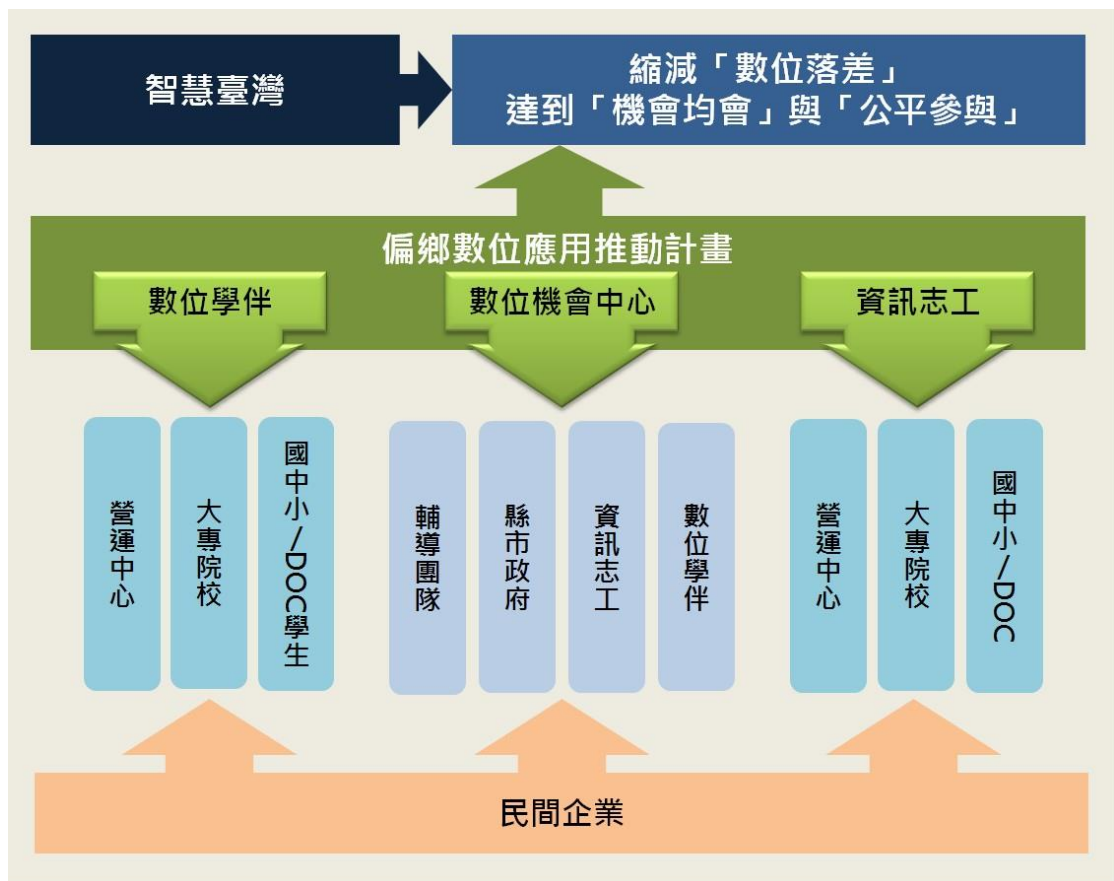 智慧臺灣
縮減「數位落差」
達到「機會均會」與「公平參與」
偏鄉數位應用推動計畫
數位學伴
數位機會中心
資訊志工
營運中心
大專院校
國中小/DOC學生
輔導團隊
縣市政府
資訊志工
數位學伴
營運中心
大專院校
國中小/DOC
民間企業